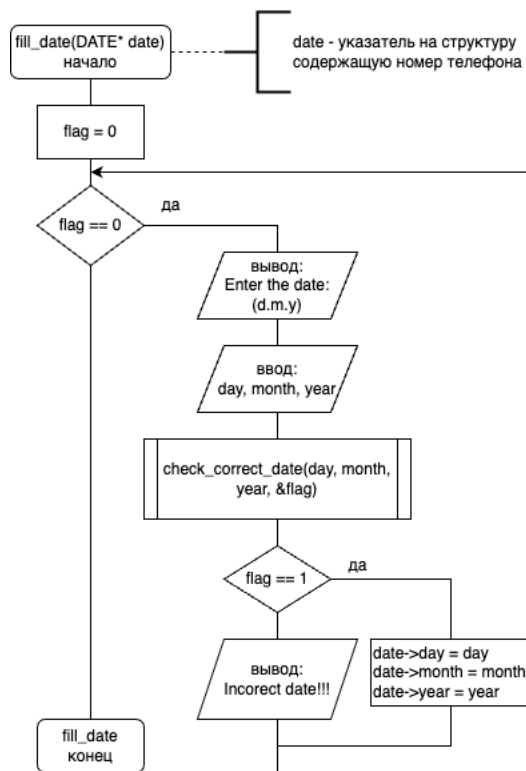 fill_date(DATE* date)
начало
date - указатель на структуру
содержащую номер телефона
flag = 0
flag == 0
да
вывод:
Enter the date:
(d.m.y)
ввод:
day, month, year
check_correct_date(day, month,
year, &flag)
flag == 1
да
вывод:
Incorect date!!!
date->day = day
date->month = month
date->year = year
fill_date
конец